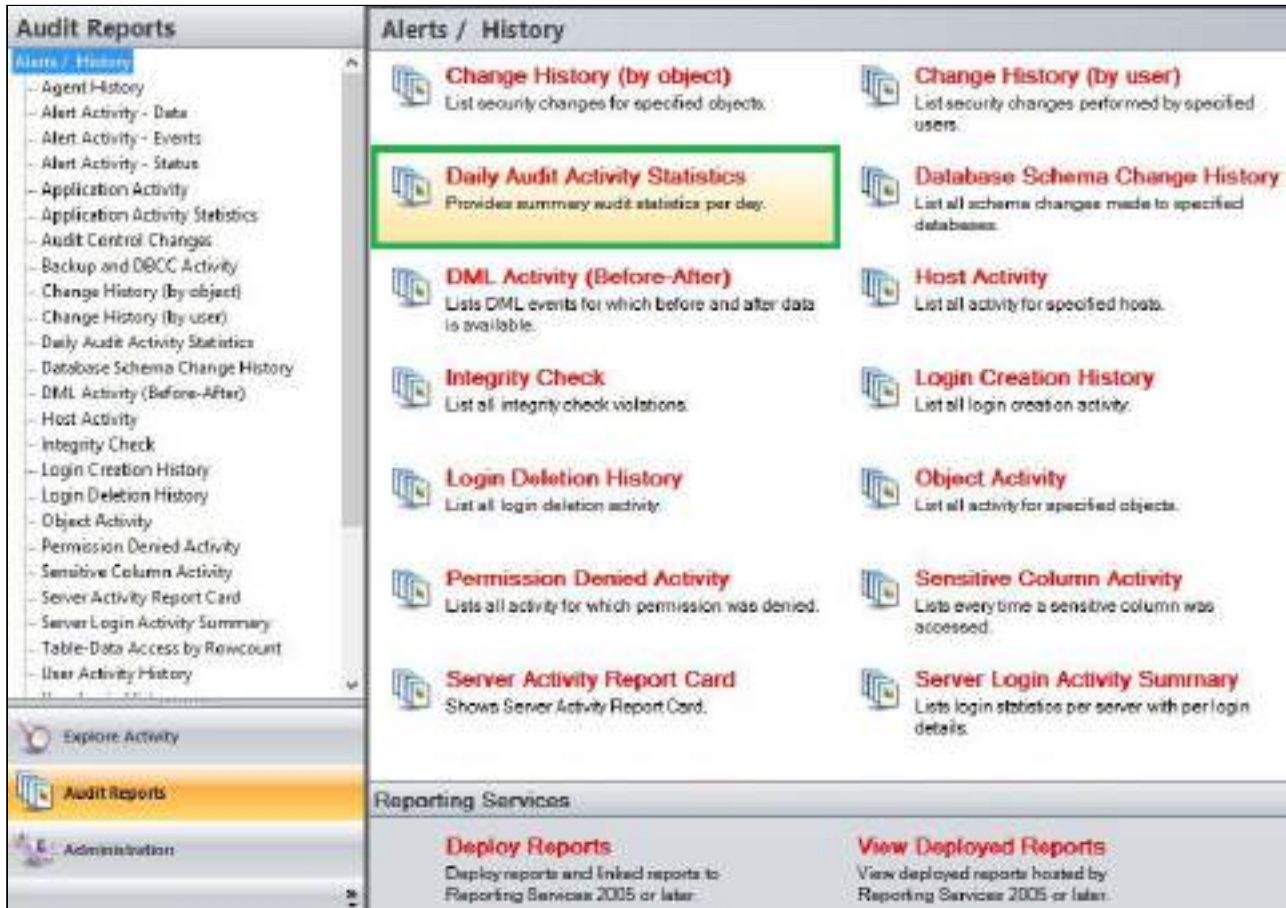 Audit Reports
Alerts / History
Agent History
Alert Activity - Data
Alert Activity - Events
Alert Activity - Status
Application Activity
Application Activity Statistics
Audit Control Changes
Backup and DBCC Activity
Change History (by object)
Change History (by user)
Daily Audit Activity Statistics
Database Schema Change History
DML Activity (Before-After)
Host Activity
Integrity Check
Login Creation History
Login Deletion History
Object Activity
Permission Denied Activity
Sensitive Column Activity
Server Activity Report Card
Server Login Activity Summary
Table-Data Access by Rowcount
User Activity History
Explore Activity
Audit Reports
Administration
Alerts / History
Change History (by object)
List security changes for specified objects.
Change History (by user)
List security changes performed by specified
users.
Daily Audit Activity Statistics
Provides summary audit statistics per day.
Database Schema Change History
List all schema changes made to specified
databases.
DML Activity (Before-After)
Lists DML events for which before and after data
is available.
Host Activity
List all activity for specified hosts.
Integrity Check
List all integrity check violations.
Login Creation History
List all login creation activity.
Login Deletion History
List all login deletion activity.
Object Activity
List all activity for specified objects.
Permission Denied Activity
Lists all activity for which permission was denied.
Sensitive Column Activity
Lists every time a sensitive column was
accessed.
Server Activity Report Card
Shows Server Activity Report Card.
Server Login Activity Summary
Lists login statistics per server with per login
details.
Reporting Services
Deploy Reports
Deploy reports and linked reports to
Reporting Services 2005 or later.
View Deployed Reports
View deployed reports hosted by
Reporting Services 2005 or later.